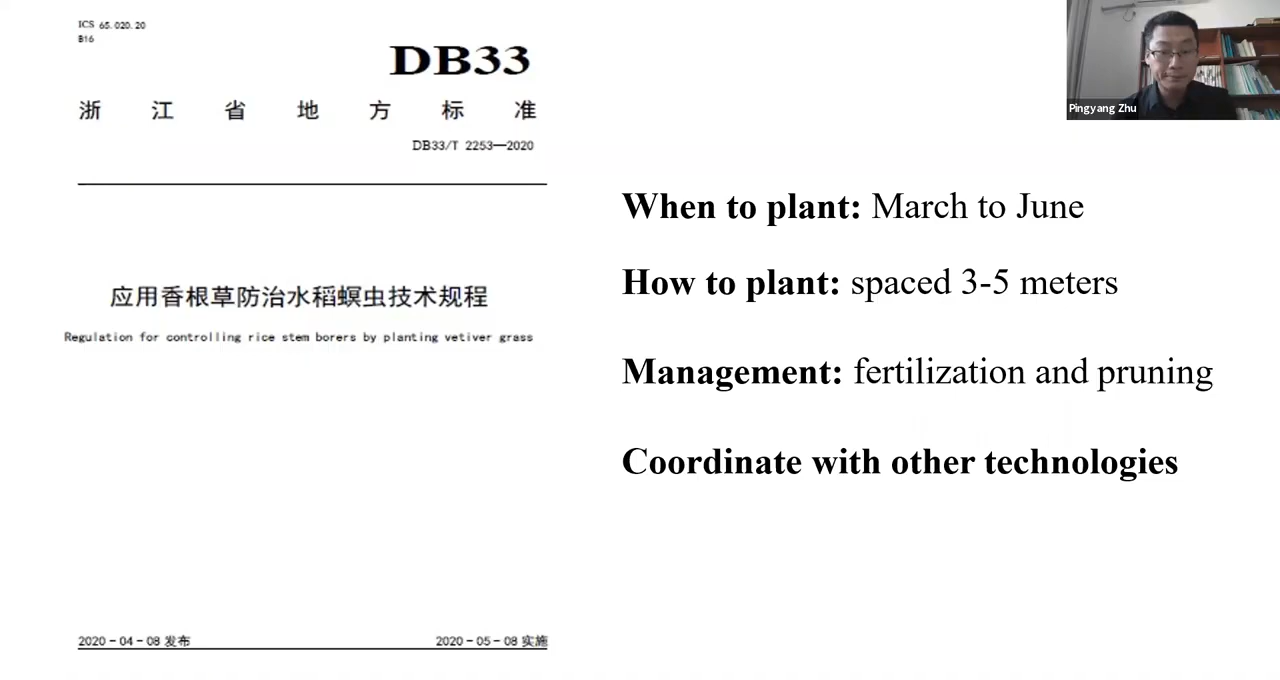 ICS 65.020.20
B16
DB33
浙江省地方标准
DB33/T 2253—2020
应用香根草防治水稻螟虫技术规程
Regulation for controlling rice stem borers by planting vetiver grass
2020-04-08 发布
2020-05-08 实施
Pingyang Zhu
When to plant: March to June
How to plant: spaced 3-5 meters
Management: fertilization and pruning
Coordinate with other technologies